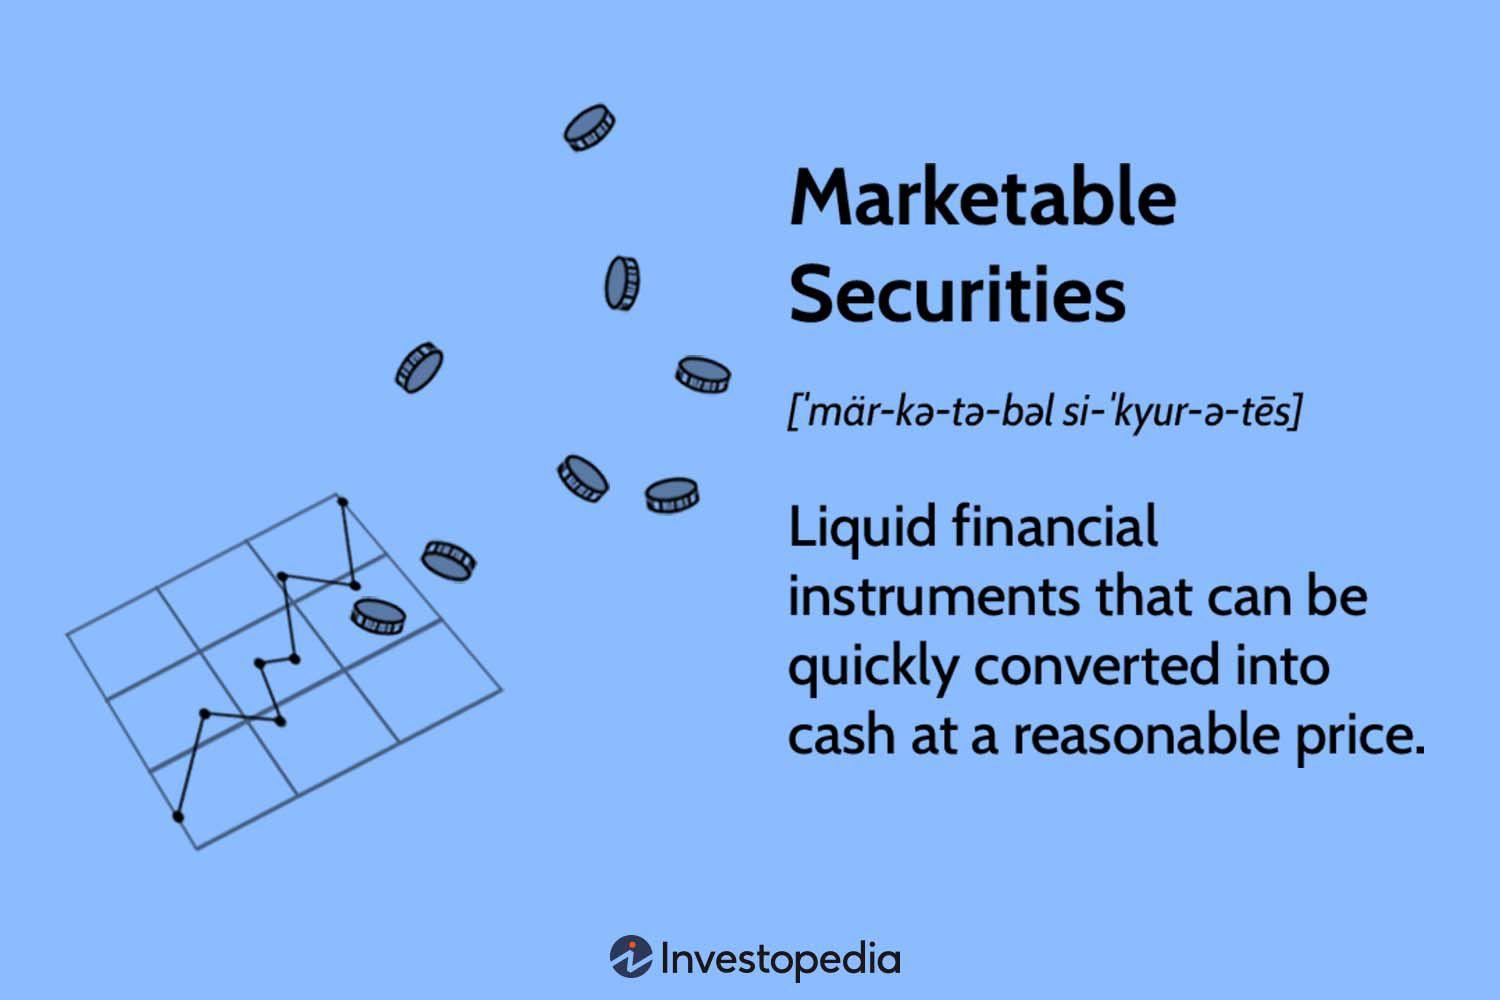 Marketable
Securities
[ˈmär-kə-tə-bəl si-ˈkyur-ə-tēs]
Liquid financial
instruments that can be
quickly converted into
cash at a reasonable price.
Investopedia